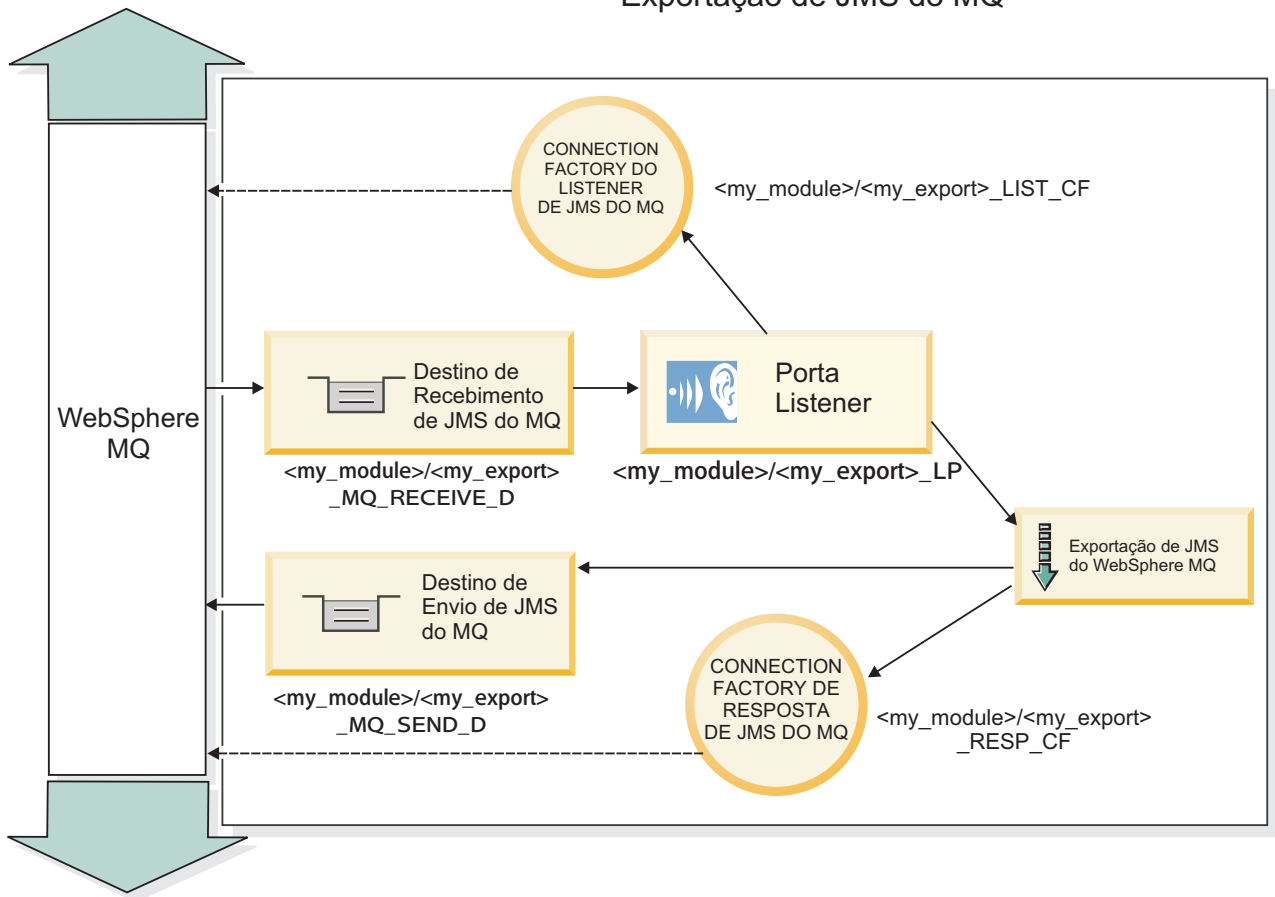 Exportação de JMS do MQ
CONNECTION
FACTORY DO
LISTENER
DE JMS DO MQ
<my_module>/<my_export>_LIST_CF
WebSphere
MQ
Destino de
Recebimento
de JMS do MQ
<my_module>/<my_export>
_MQ_RECEIVE_D
Porta
Listener
<my_module>/<my_export>_LP
Exportação de JMS
do WebSphere MQ
Destino de
Envio de JMS
do MQ
<my_module>/<my_export>
_MQ_SEND_D
CONNECTION
FACTORY DE
RESPOSTA
DE JMS DO MQ
<my_module>/<my_export>
_RESP_CF